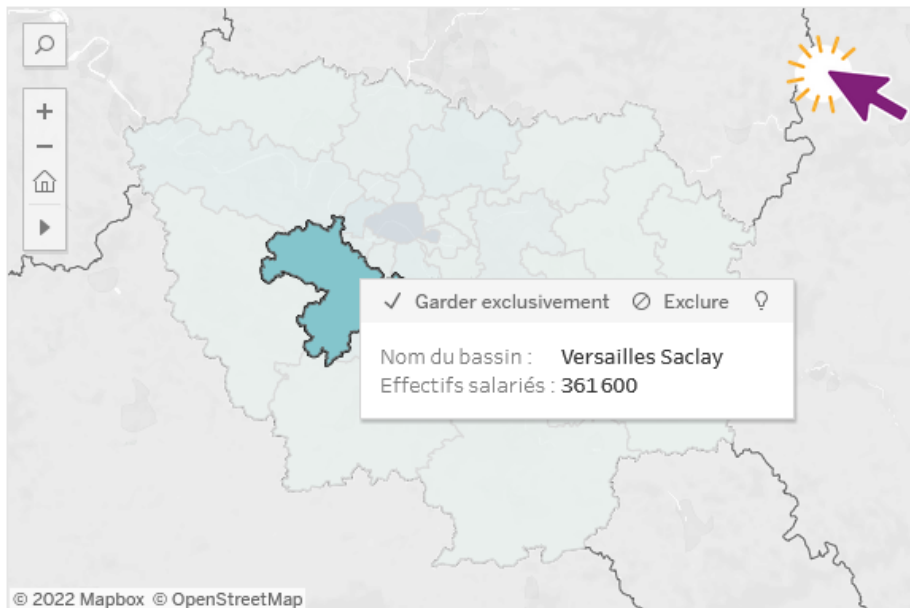 Garder exclusivement Exclure
Nom du bassin : Versailles Saclay
Effectifs salariés : 361 600
© 2022 Mapbox © OpenStreetMap